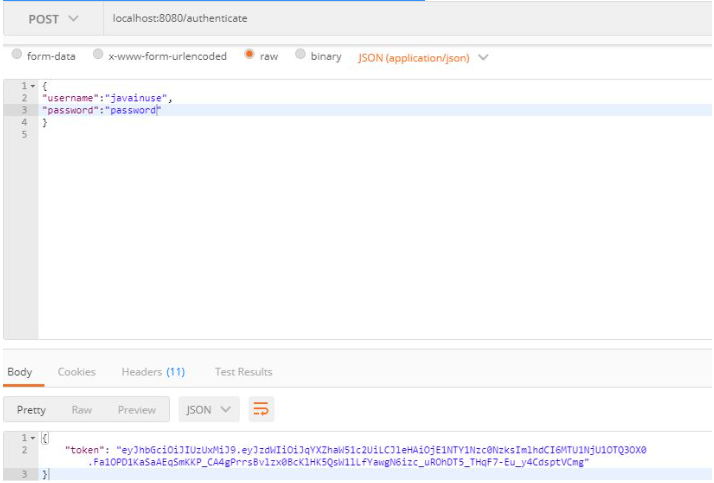 POST
localhost:8080/authenticate
form-data x-www-form-urlencoded raw binary JSON (application/json)
1 {
2 "username":"javainuse",
3 "password":"password"
4 }
5
Body Cookies Headers (11) Test Results
Pretty Raw Preview JSON
1 {
2 "token": "eyJhbGciOiJIUzUxMiJ9.eyJzdWIiOiJqYXZhaW51c2UiLCJleHAiOjE1NTY1Nzc0NzksImlhdCI6MTU1NjU1OTQ3OX0
.Fa1OPD1KaSaAEqSmKKP_CA4gPrrsBvlzx0BcKlHK5QsW1lLfYawgN6izc_uROhDT5_THqF7-Eu_y4CdsptVCmg"
3 }